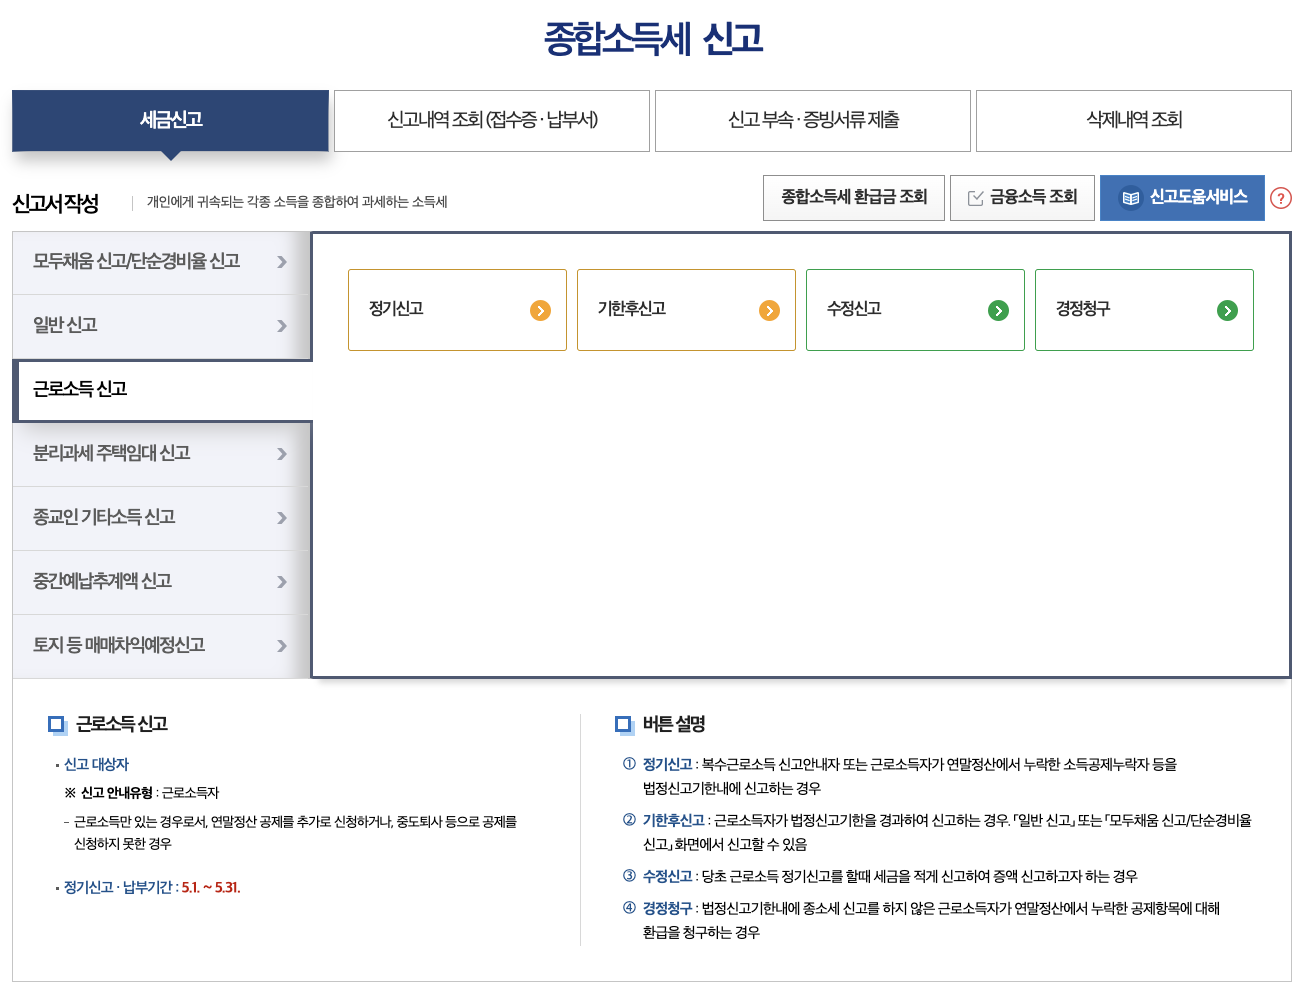 종합소득세 신고
세금신고
신고내역 조회 (접수증 · 납부서)
신고 부속 · 증빙서류 제출
삭제내역 조회
신고서 작성
개인에게 귀속되는 각종 소득을 종합하여 과세하는 소득세
종합소득세 환급금 조회
금융소득 조회
신고도움서비스
?
모두채움 신고/단순경비율 신고
일반 신고
근로소득 신고
분리과세 주택임대 신고
종교인 기타소득 신고
중간예납추계액 신고
토지 등 매매차익예정신고
정기신고
기한후신고
수정신고
경정청구
근로소득 신고
· 신고 대상자
※ 신고 안내유형 : 근로소득자
- 근로소득만 있는 경우로서, 연말정산 공제를 추가로 신청하거나, 중도퇴사 등으로 공제를
신청하지 못한 경우
· 정기신고 · 납부기간 : 5.1. ~ 5.31.
버튼 설명
① 정기신고 : 복수근로소득 신고안내자 또는 근로소득자가 연말정산에서 누락한 소득공제누락자 등을
법정신고기한내에 신고하는 경우
② 기한후신고 : 근로소득자가 법정신고기한을 경과하여 신고하는 경우. 「일반 신고」 또는 「모두채움 신고/단순경비율
신고」 화면에서 신고할 수 있음
③ 수정신고 : 당초 근로소득 정기신고를 할때 세금을 적게 신고하여 증액 신고하고자 하는 경우
④ 경정청구 : 법정신고기한내에 종소세 신고를 하지 않은 근로소득자가 연말정산에서 누락한 공제항목에 대해
환급을 청구하는 경우